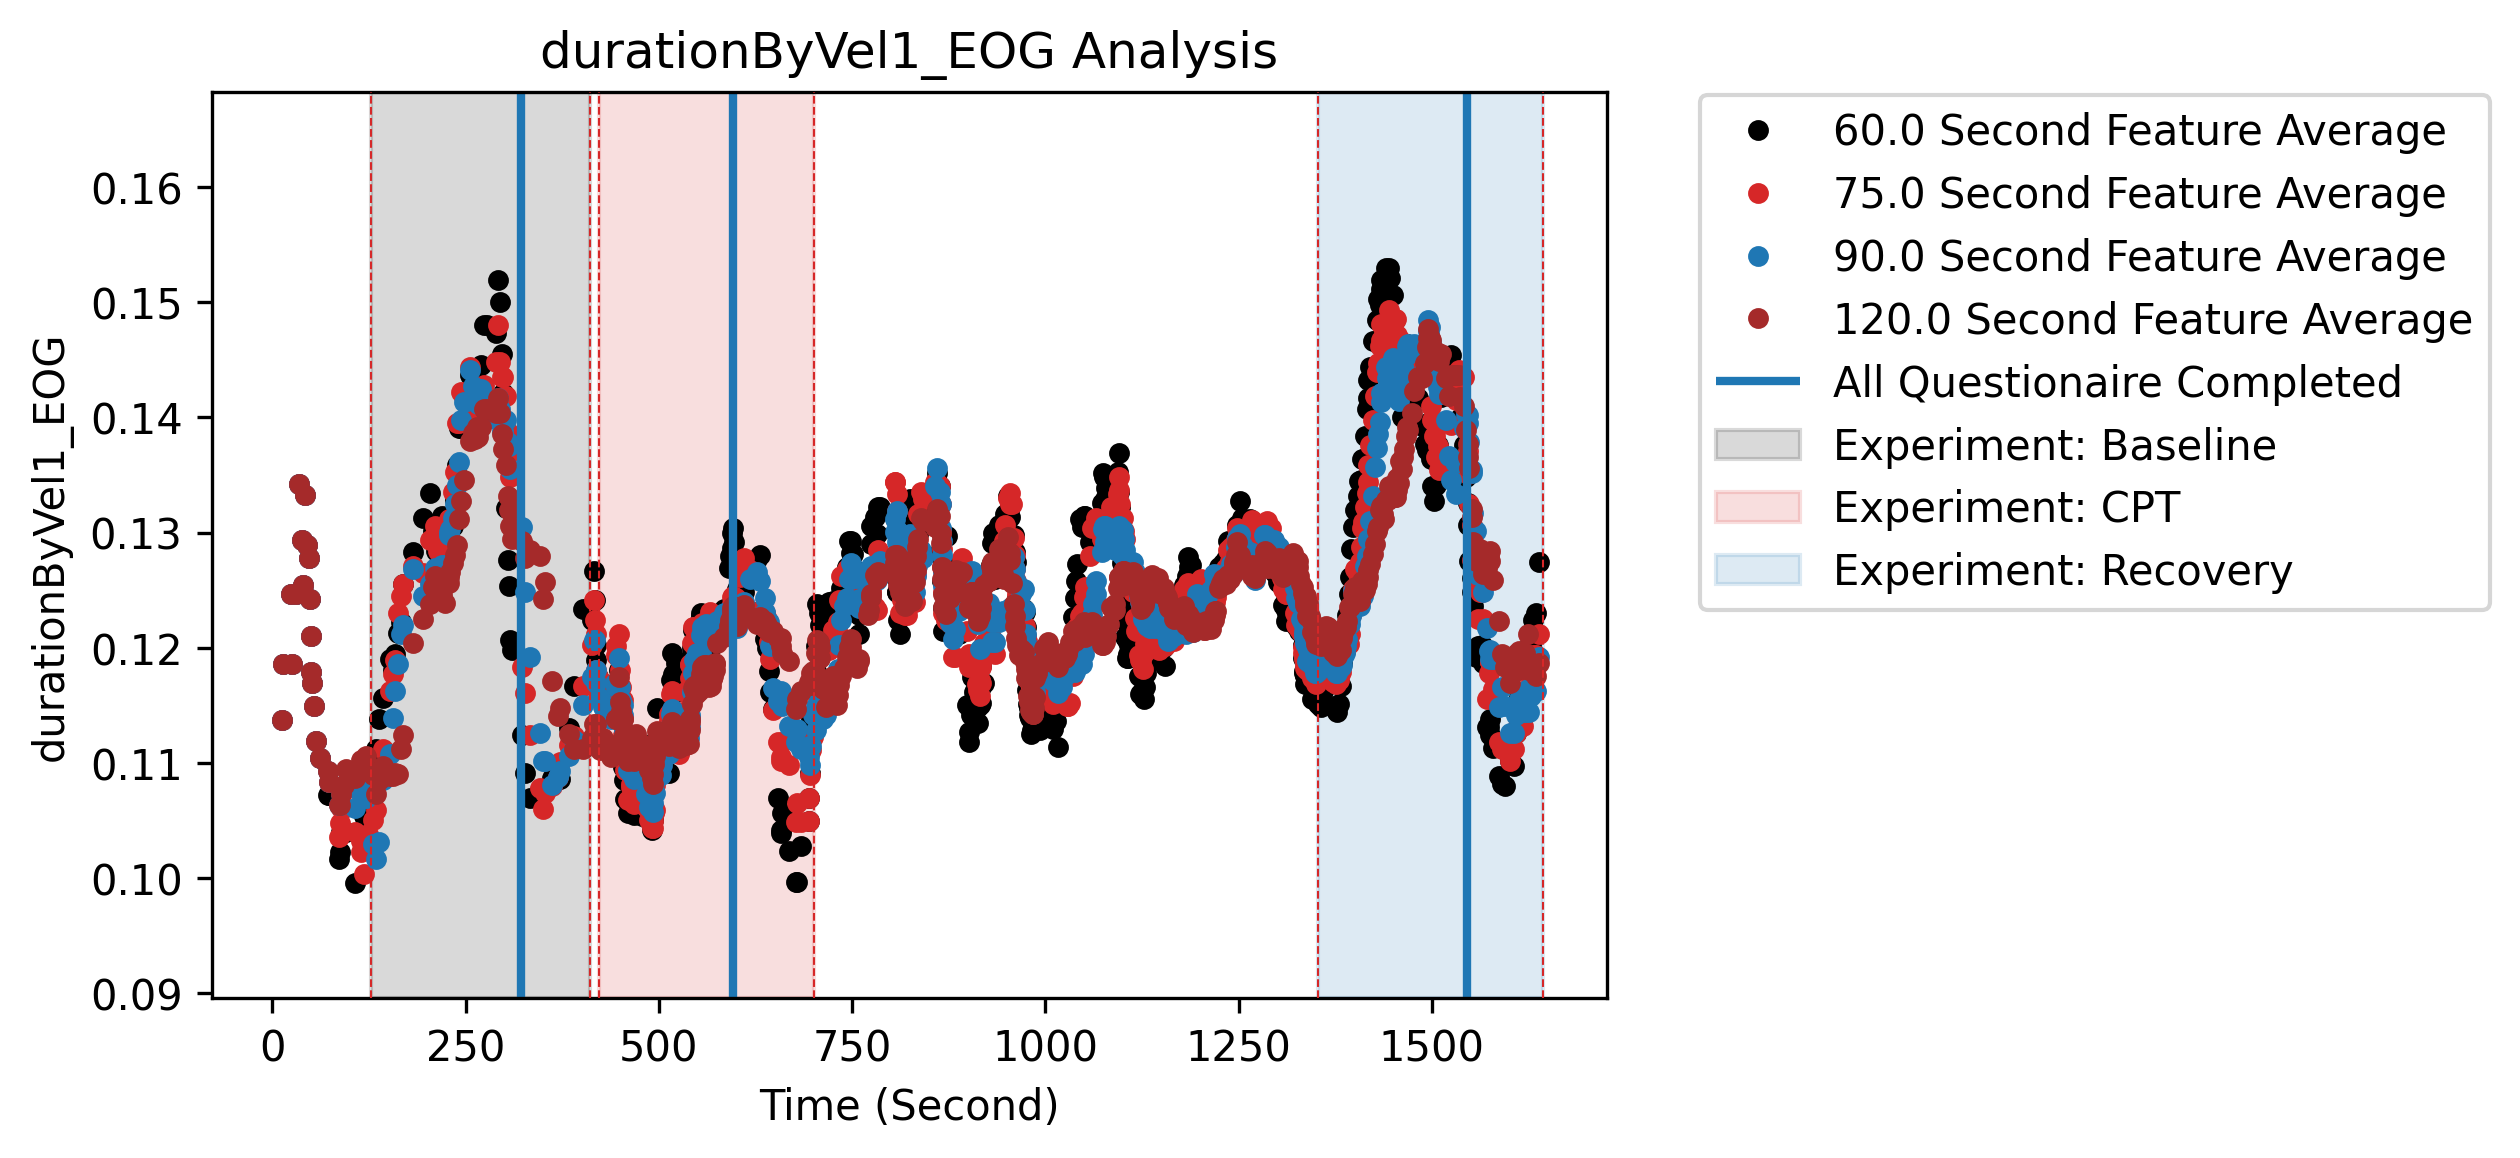 durationByVel1_EOG Analysis
durationByVel1_EOG
0.16
0.15
0.14
0.13
0.12
0.11
0.10
0.09
0
250
500
750
1000
1250
1500
Time (Second)
60.0 Second Feature Average
75.0 Second Feature Average
90.0 Second Feature Average
120.0 Second Feature Average
All Questionaire Completed
Experiment: Baseline
Experiment: CPT
Experiment: Recovery